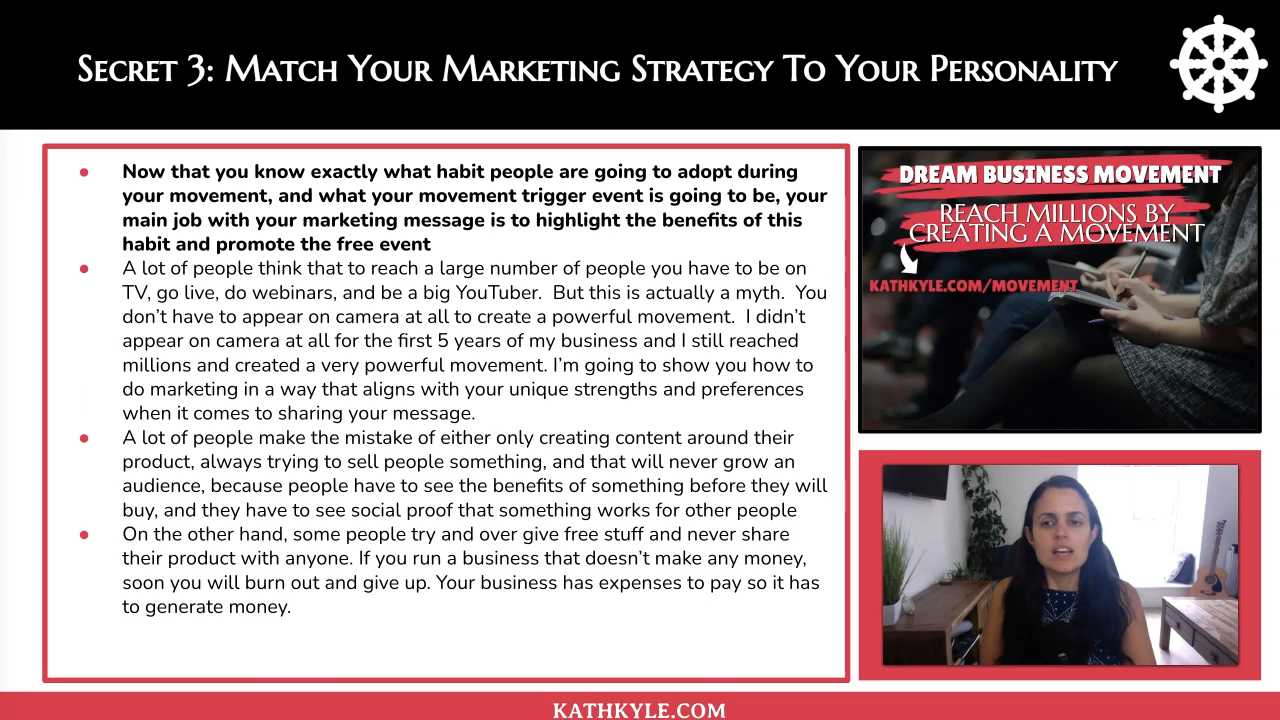 Secret 3: Match Your Marketing Strategy To Your Personality
Now that you know exactly what habit people are going to adopt during
your movement, and what your movement trigger event is going to be, your
main job with your marketing message is to highlight the benefits of this
habit and promote the free event
A lot of people think that to reach a large number of people you have to be on
TV, go live, do webinars, and be a big YouTuber.  But this is actually a myth.  You
don't have to appear on camera at all to create a powerful movement.  I didn't
appear on camera at all for the first 5 years of my business and I still reached
millions and created a very powerful movement. I'm going to show you how to
do marketing in a way that aligns with your unique strengths and preferences
when it comes to sharing your message.
A lot of people make the mistake of either only creating content around their
product, always trying to sell people something, and that will never grow an
audience, because people have to see the benefits of something before they will
buy, and they have to see social proof that something works for other people
On the other hand, some people try and over give free stuff and never share
their product with anyone. If you run a business that doesn't make any money,
soon you will burn out and give up. Your business has expenses to pay so it has
to generate money.
DREAM BUSINESS MOVEMENT
REACH MILLIONS BY
CREATING A MOVEMENT
KATHKYLE.COM/MOVEMENT
KATHKYLE.COM